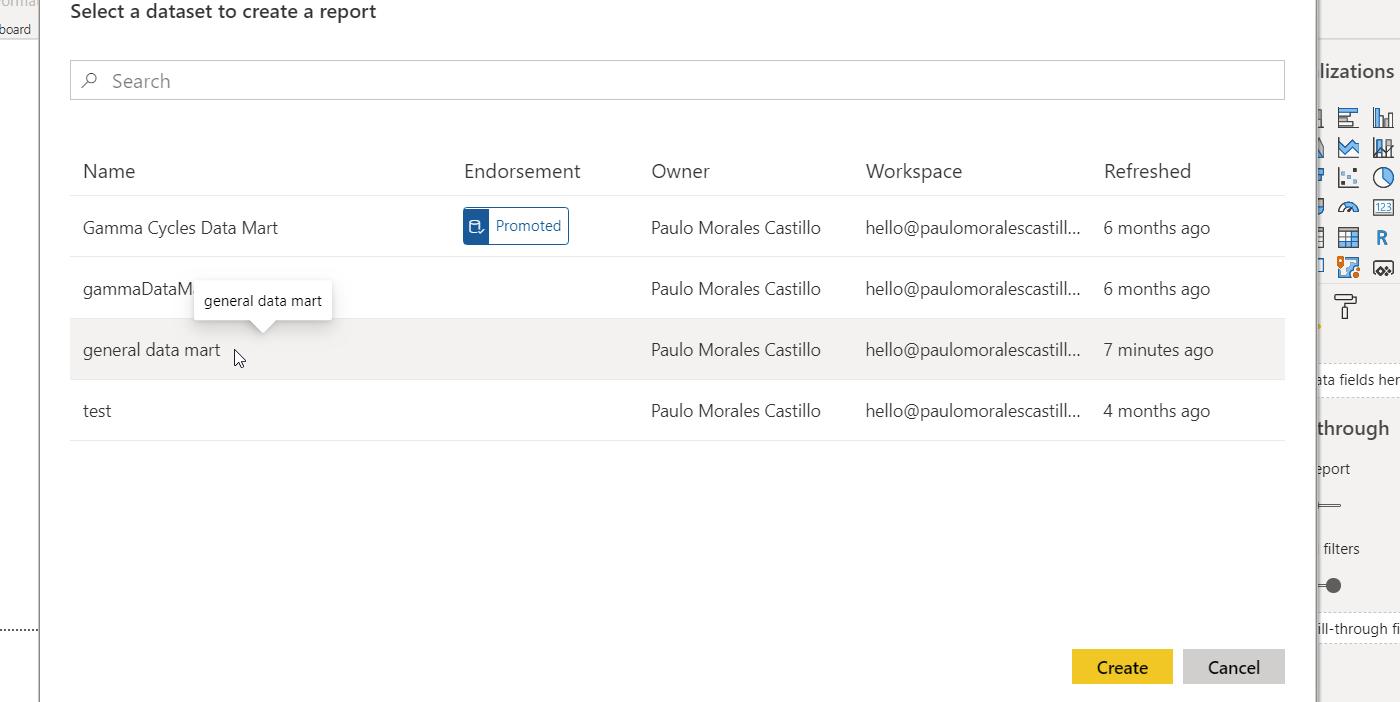 board
Select a dataset to create a report
Search
Name Endorsement Owner Workspace Refreshed
Gamma Cycles Data Mart Promoted Paulo Morales Castillo hello@paulomoralescastill... 6 months ago
gammaDataM Paulo Morales Castillo hello@paulomoralescastill... 6 months ago
general data mart
general data mart Paulo Morales Castillo hello@paulomoralescastill... 7 minutes ago
test Paulo Morales Castillo hello@paulomoralescastill... 4 months ago
Create Cancel
lizations
123
R
ata fields her
through
eport
filters
ill-through fi